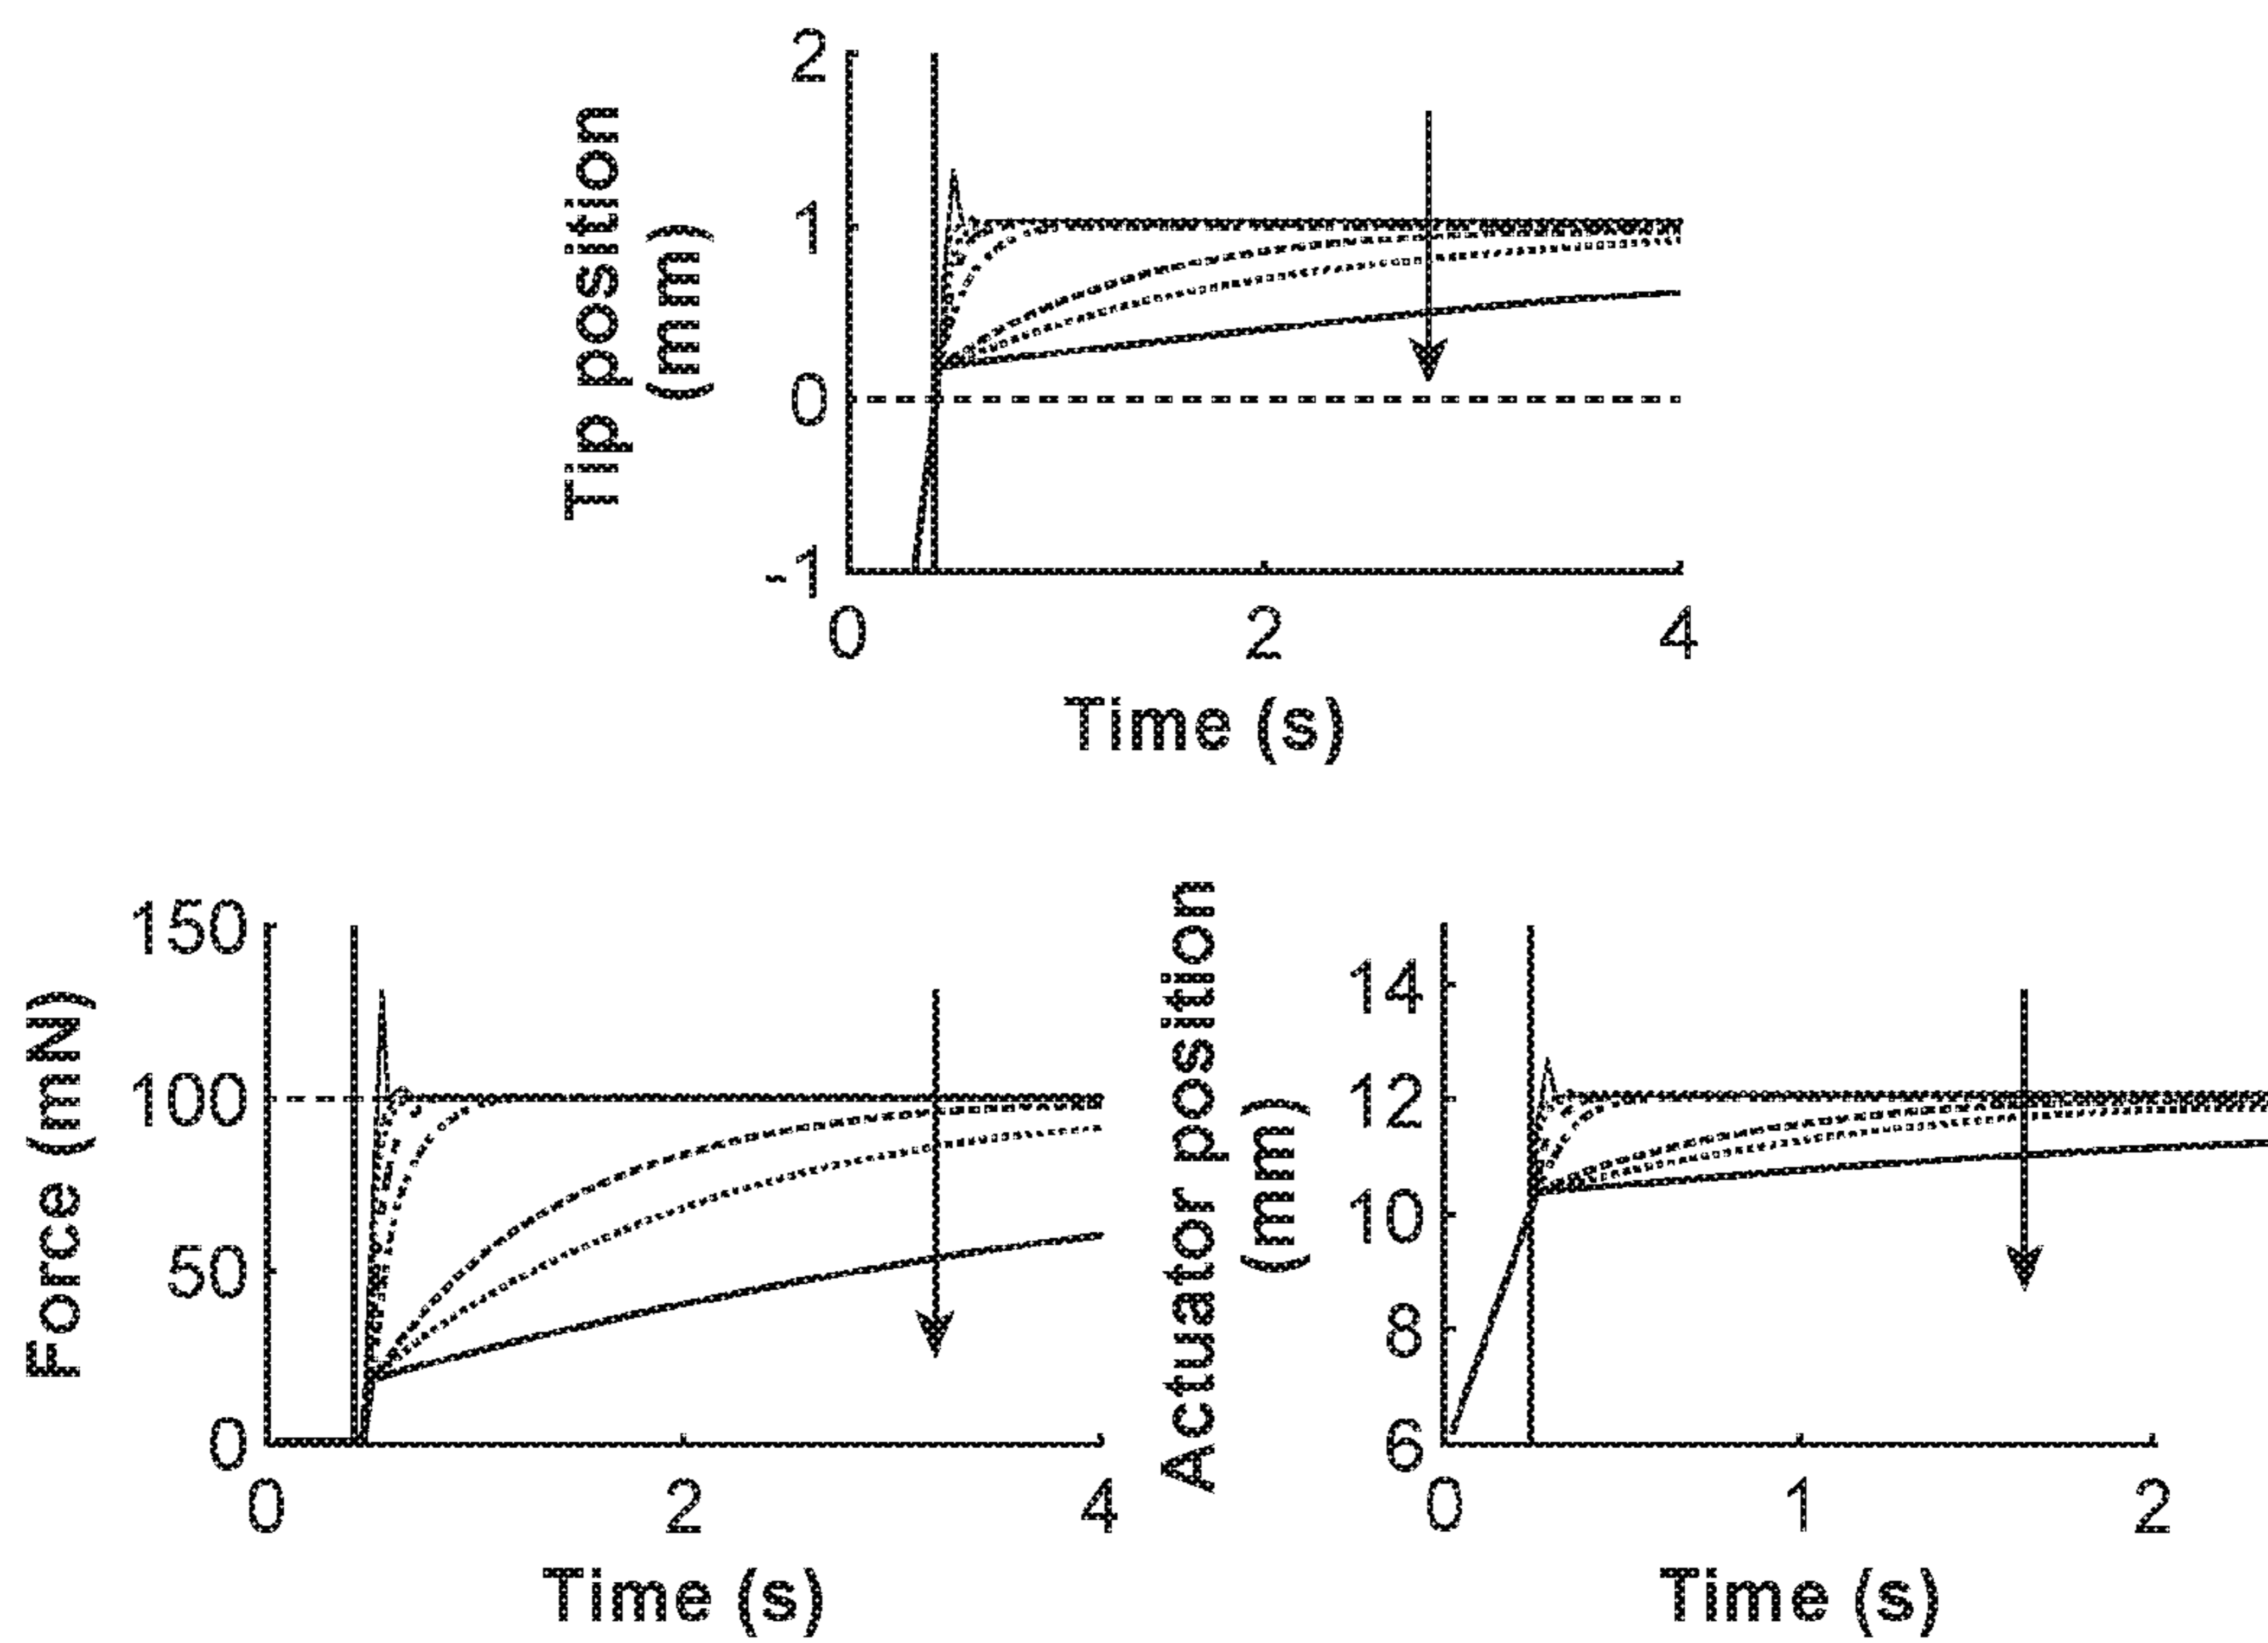 Tip position
(mm)
2
1
0
-1
0 2 4
Time (s)
Force (mN)
150
100
50
0
0 2 4
Time (s)
Actuator position
(mm)
14
12
10
8
6
0 1 2
Time (s)